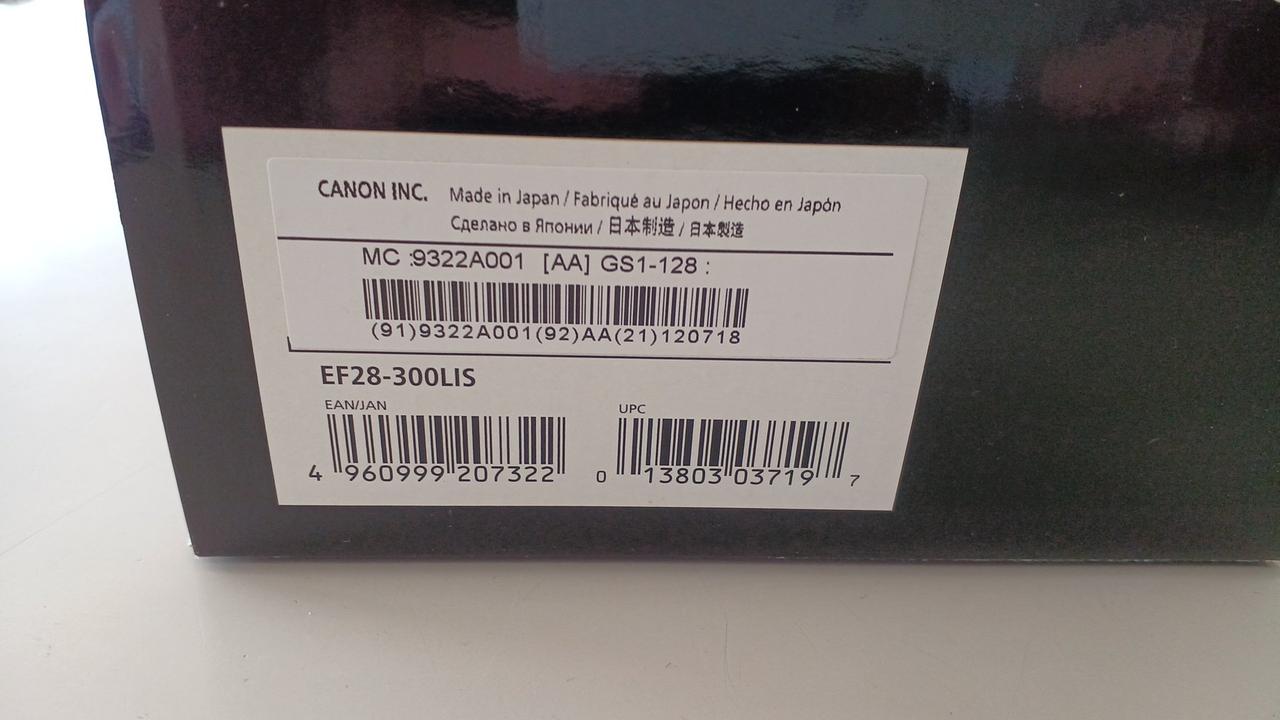 CANON INC. Made in Japan / Fabriqué au Japon / Hecho en Japón
Сделано в Японии / 日本制造 / 日本製造
MC :9322A001 [AA] GS1-128 :
(91)9322A001(92)AA(21)120718
EF28-300LIS
EAN/JAN UPC
4 960999 207322 0 13803 03719 7